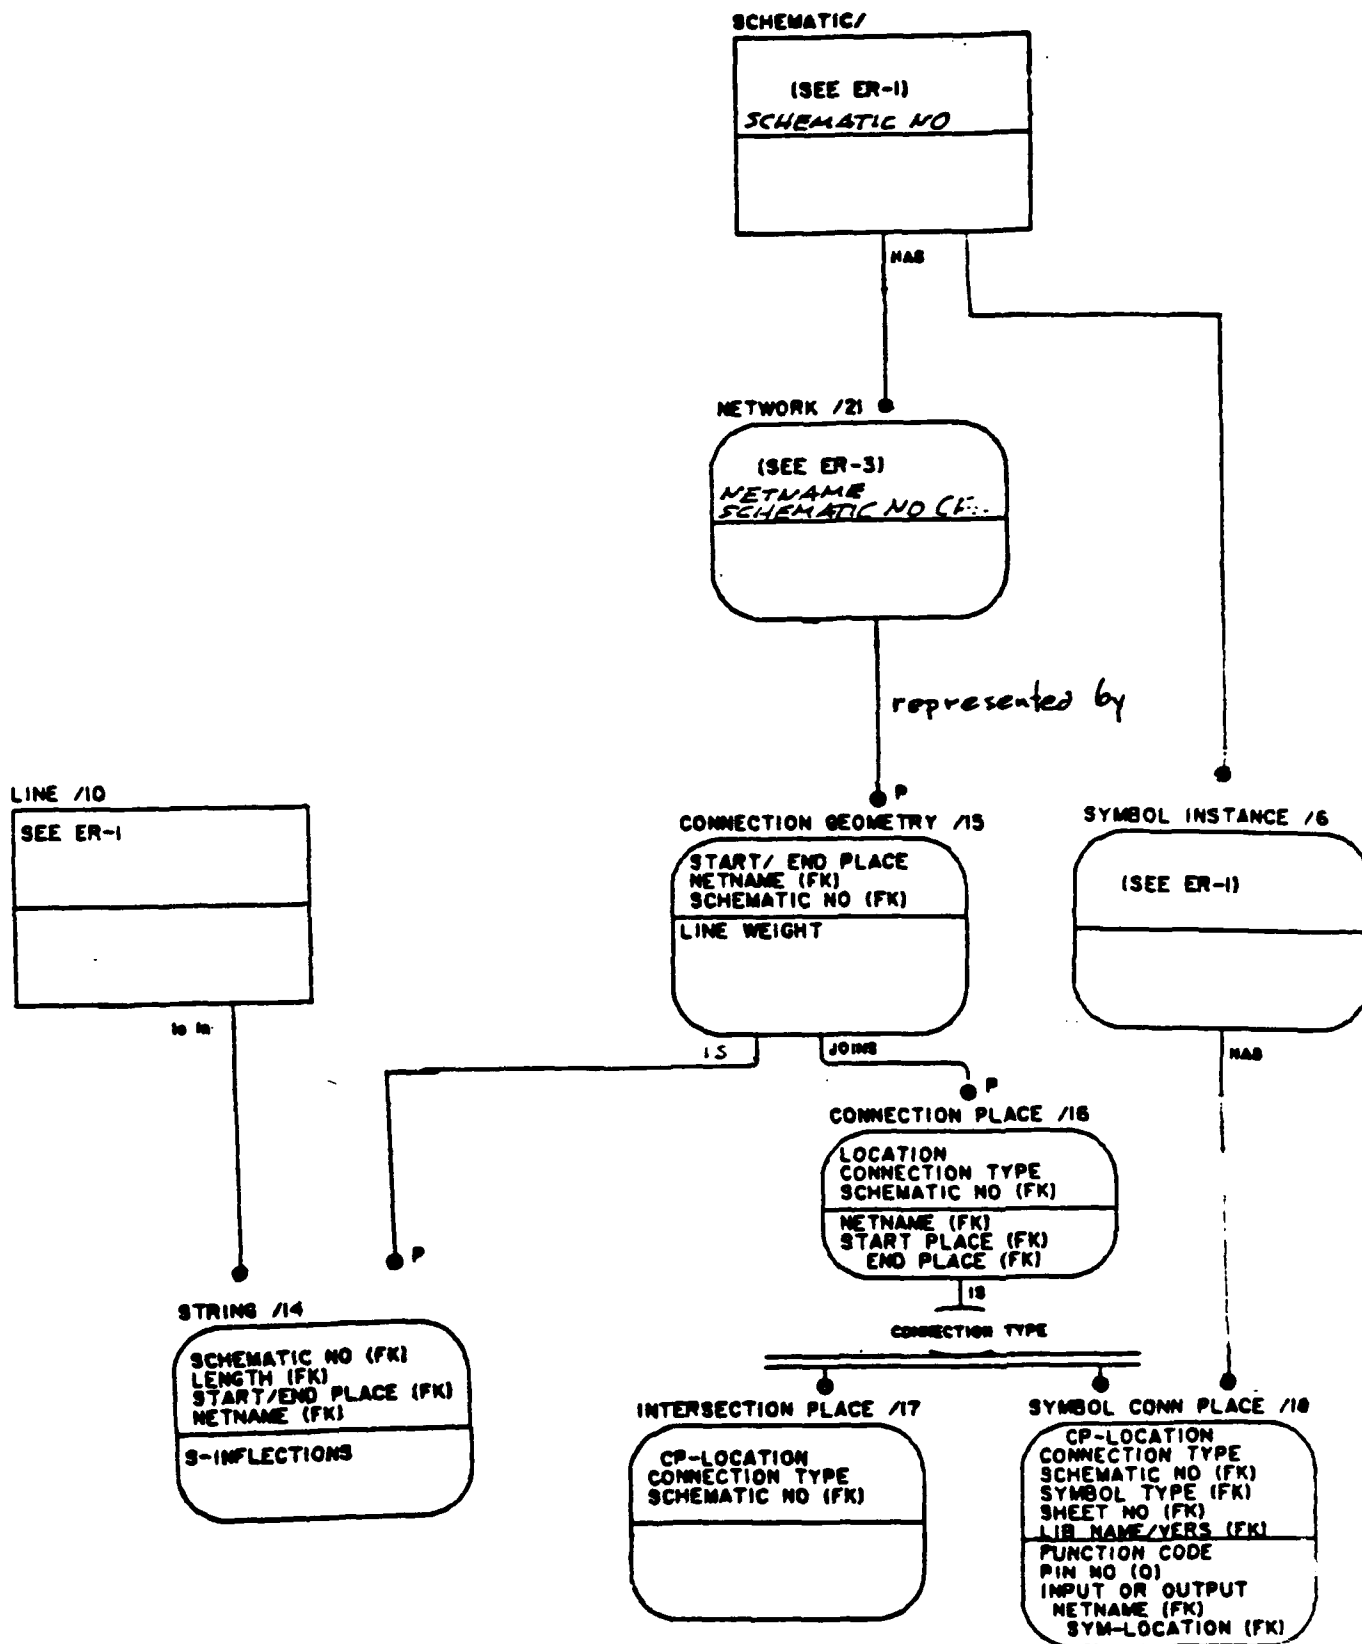 SCHEMATIC/
(SEE ER-1)
SCHEMATIC NO
HAS
NETWORK /21
(SEE ER-3)
NETNAME
SCHEMATIC NO
represented by
P
LINE /10
SEE ER-1
is in
CONNECTION GEOMETRY /15
START/ END PLACE
NETNAME (FK)
SCHEMATIC NO (FK)
LINE WEIGHT
SYMBOL INSTANCE /6
(SEE ER-1)
HAS
IS
JOINS
P
P
CONNECTION PLACE /16
LOCATION
CONNECTION TYPE
SCHEMATIC NO (FK)
NETNAME (FK)
START PLACE (FK)
END PLACE (FK)
IS
CONNECTION TYPE
STRING /14
SCHEMATIC NO (FK)
LENGTH (FK)
START/END PLACE (FK)
NETNAME (FK)
S-INFLECTIONS
INTERSECTION PLACE /17
CP-LOCATION
CONNECTION TYPE
SCHEMATIC NO (FK)
SYMBOL CONN PLACE /18
CP-LOCATION
CONNECTION TYPE
SCHEMATIC NO (FK)
SYMBOL TYPE (FK)
SHEET NO (FK)
LIB NAME/VERS (FK)
FUNCTION CODE
PIN NO (O)
INPUT OR OUTPUT
NETNAME (FK)
SYM-LOCATION (FK)